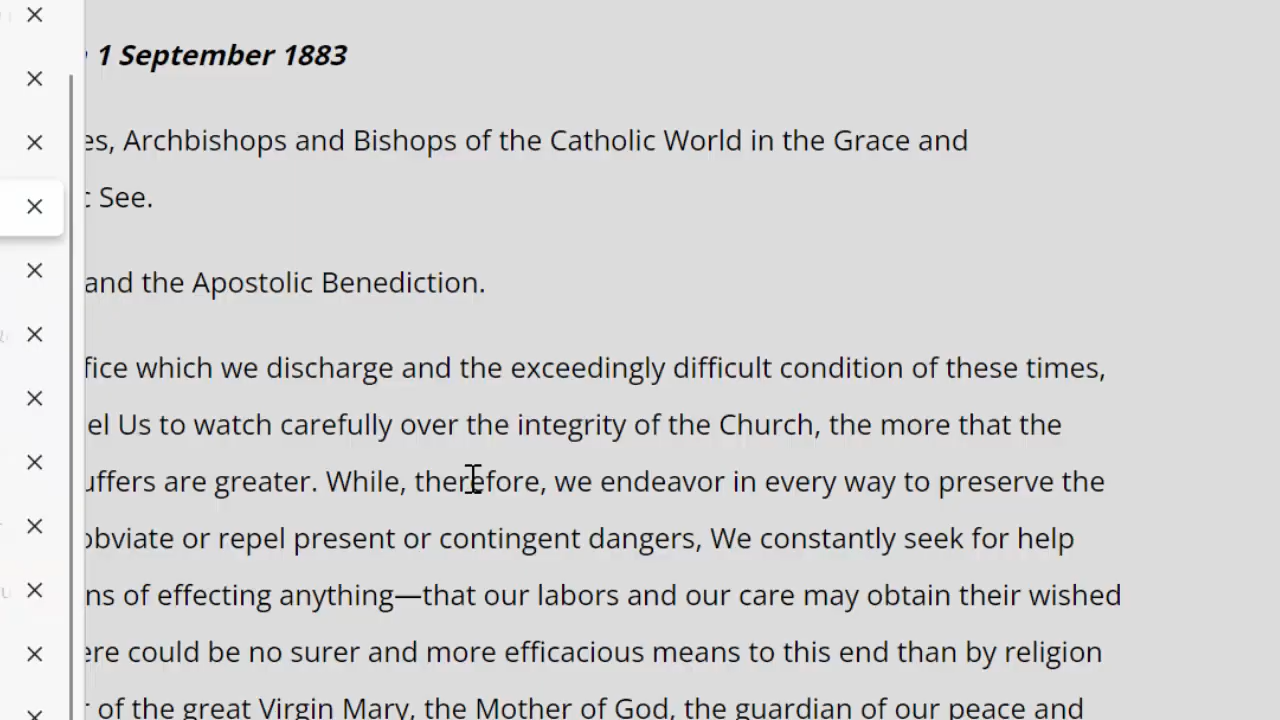 1 September 1883
es, Archbishops and Bishops of the Catholic World in the Grace and
c See.
and the Apostolic Benediction.
fice which we discharge and the exceedingly difficult condition of these times,
el Us to watch carefully over the integrity of the Church, the more that the
uffers are greater. While, therefore, we endeavor in every way to preserve the
obviate or repel present or contingent dangers, We constantly seek for help
ns of effecting anything—that our labors and our care may obtain their wished
ere could be no surer and more efficacious means to this end than by religion
r of the great Virgin Mary, the Mother of God, the guardian of our peace and